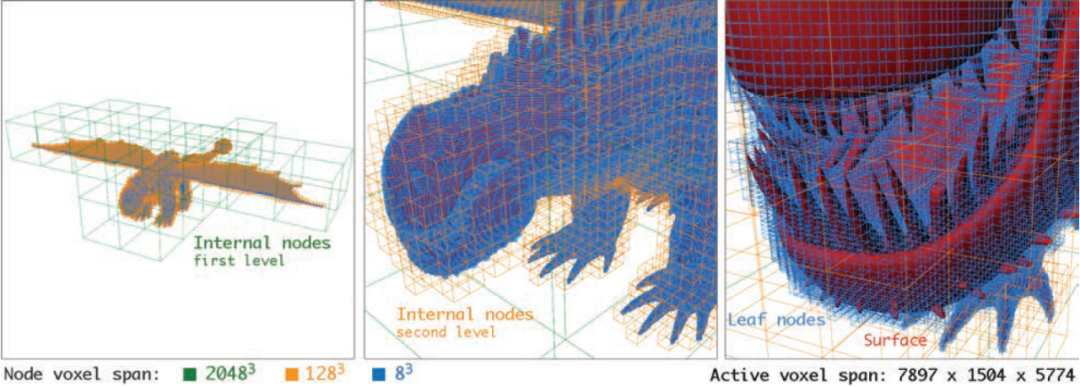 Internal nodes
first level
Internal nodes
second level
Leaf nodes
Surface
Node voxel span: 2048³ 128³ 8³
Active voxel span: 7897 x 1504 x 5774